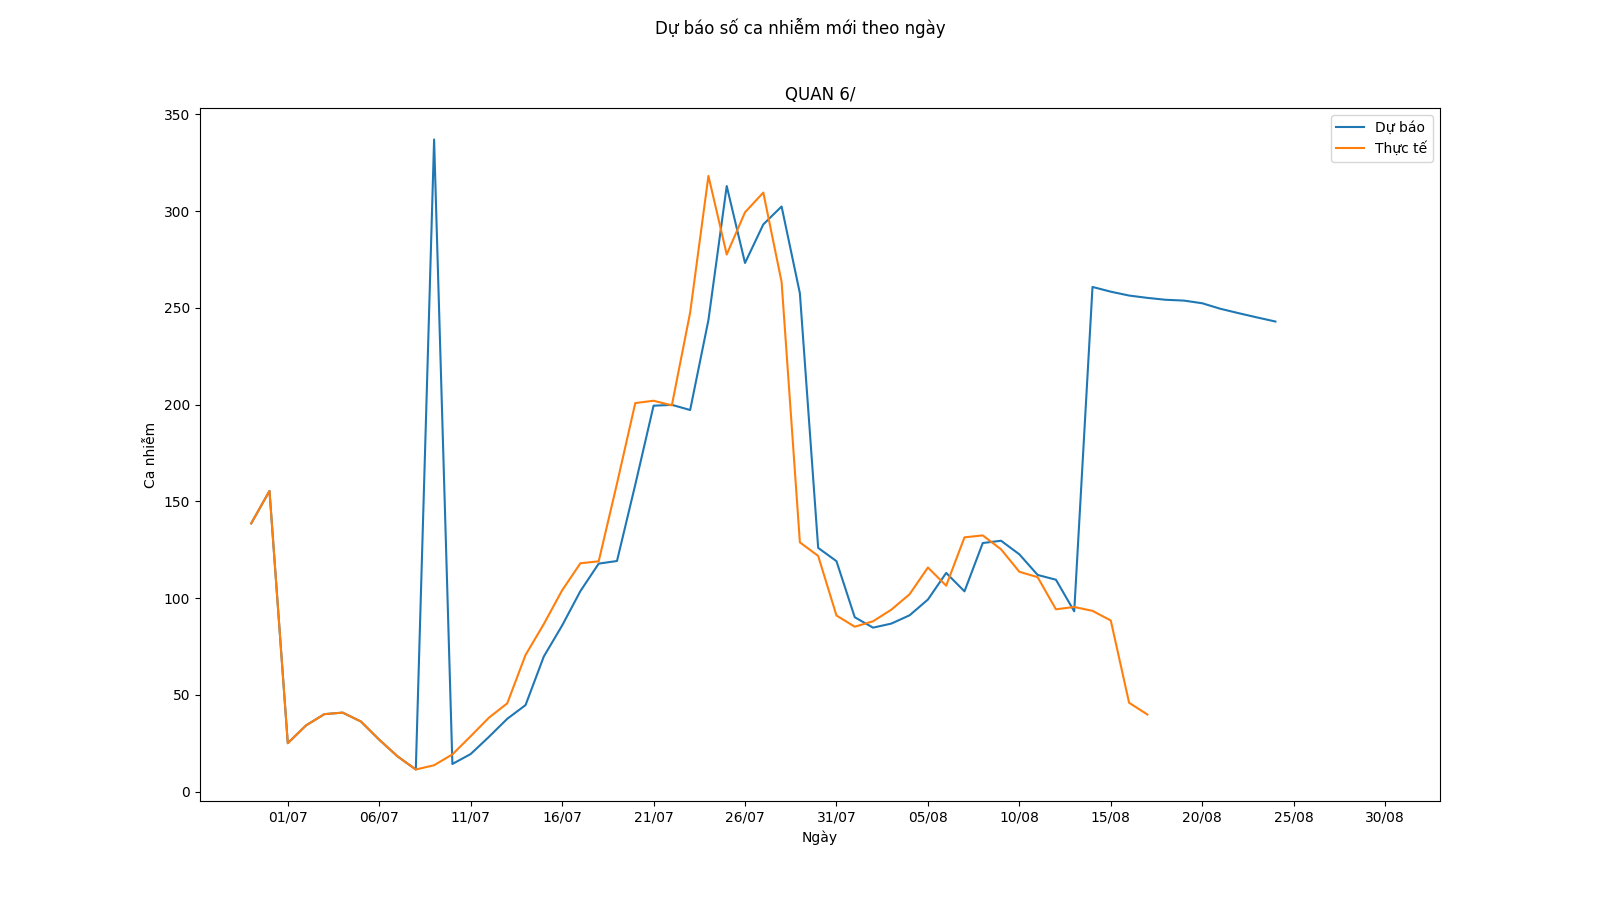 Dự báo số ca nhiễm mới theo ngày
QUAN 6/
350
300
250
200
150
100
50
0
Ca nhiễm
Dự báo
Thực tế
01/07 06/07 11/07 16/07 21/07 26/07 31/07 05/08 10/08 15/08 20/08 25/08 30/08
Ngày